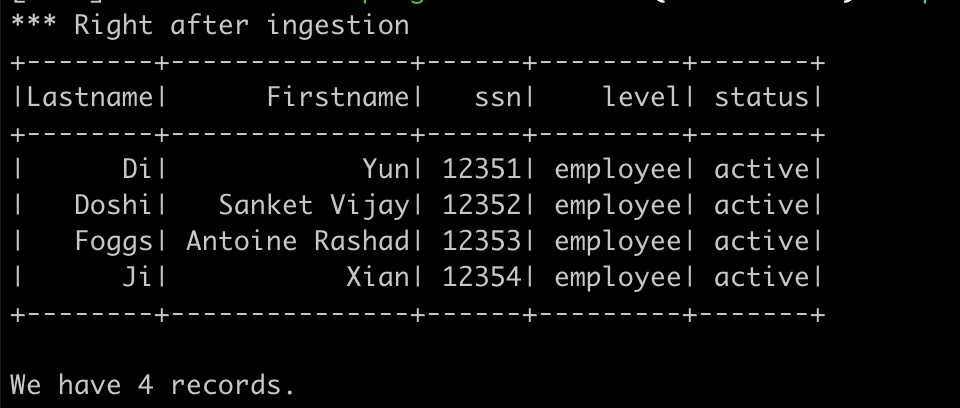 *** Right after ingestion
+--------+---------------+------+---------+-------+
|Lastname|      Firstname|   ssn|    level| status|
+--------+---------------+------+---------+-------+
|      Di|            Yun| 12351| employee| active|
|   Doshi|   Sanket Vijay| 12352| employee| active|
|   Foggs| Antoine Rashad| 12353| employee| active|
|      Ji|           Xian| 12354| employee| active|
+--------+---------------+------+---------+-------+
We have 4 records.